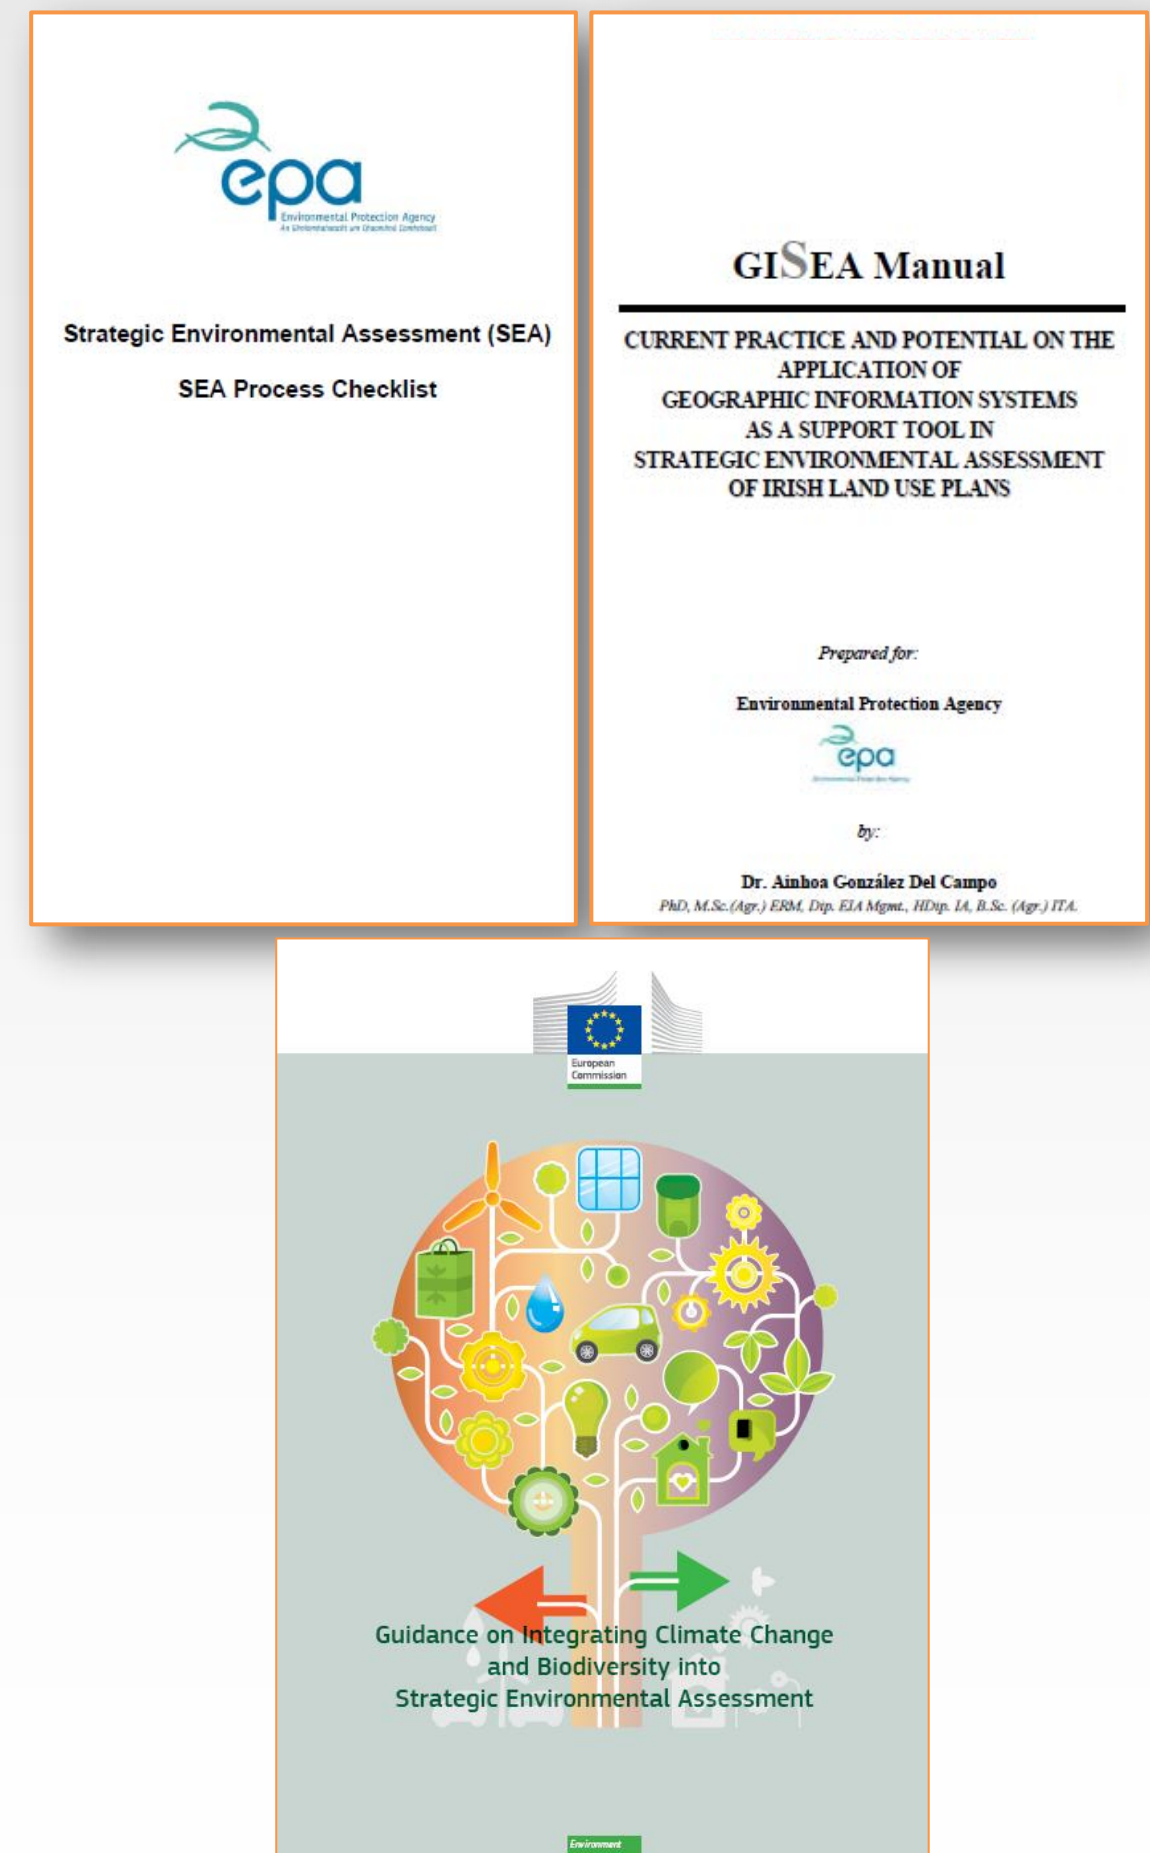 epa
Environmental Protection Agency
Strategic Environmental Assessment (SEA)
SEA Process Checklist
GISEA Manual
CURRENT PRACTICE AND POTENTIAL ON THE
APPLICATION OF
GEOGRAPHIC INFORMATION SYSTEMS
AS A SUPPORT TOOL IN
STRATEGIC ENVIRONMENTAL ASSESSMENT
OF IRISH LAND USE PLANS
Prepared for:
Environmental Protection Agency
epa
Environmental Protection Agency
by:
Dr. Ainhoa González Del Campo
PhD, M.Sc.(Agr.) ERM, Dip. EIA Mgmt., HDip. IA, B.Sc. (Agr.) ITA.
European
Commission
Guidance on Integrating Climate Change
and Biodiversity into
Strategic Environmental Assessment
Environment